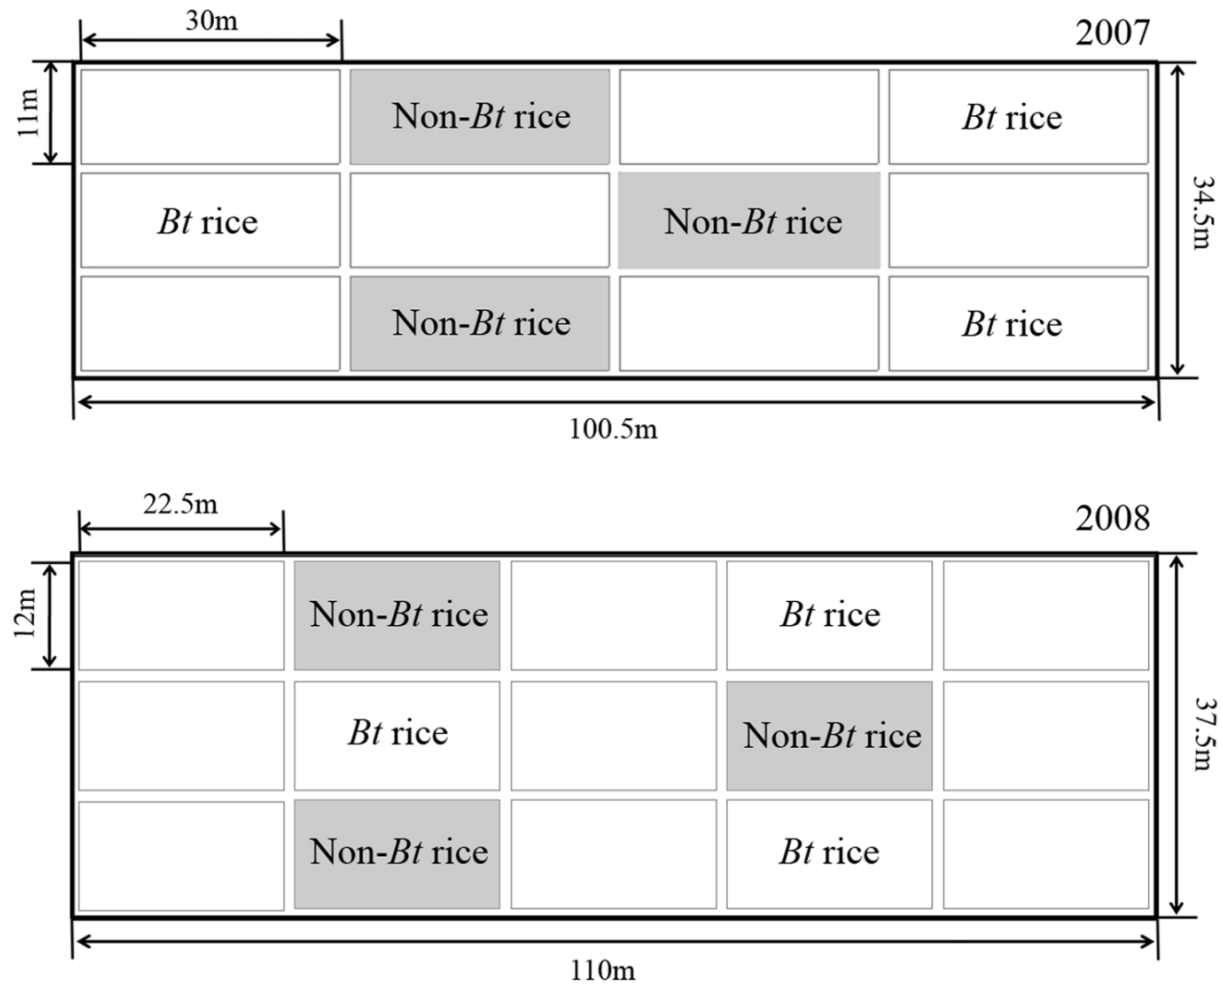 30m
2007
11m
Non-Bt rice
Bt rice
Bt rice
Non-Bt rice
34.5m
Non-Bt rice
Bt rice
100.5m
22.5m
2008
12m
Non-Bt rice
Bt rice
Bt rice
Non-Bt rice
37.5m
Non-Bt rice
Bt rice
110m